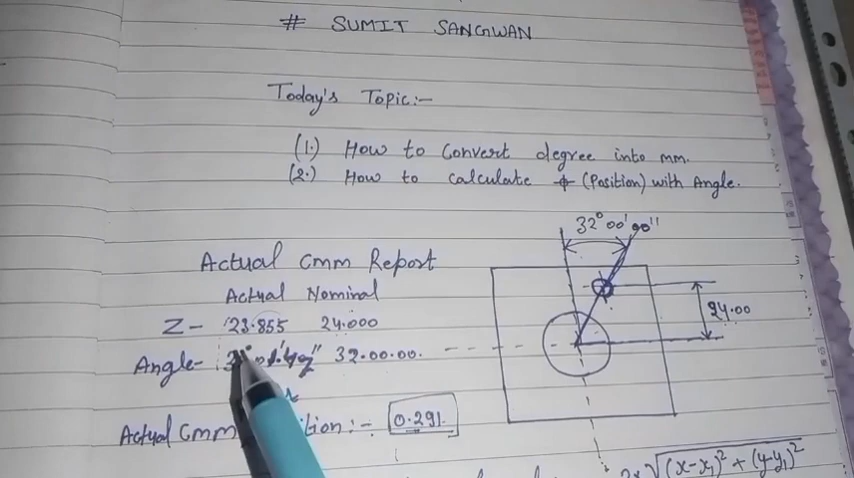 # SUMIT SANGWAN
Today's Topic:-
(1.) How to Convert degree into mm.
(2.) How to calculate ⌖ (Position) with Angle.
32°00'00"
Actual Cmm Report
Actual Nominal
Z- 23.855 24.000
24.00
Angle- 32.00.00.
Actual Cmm :- 0.291
2x √(x-x₁)² + (y-y₁)²